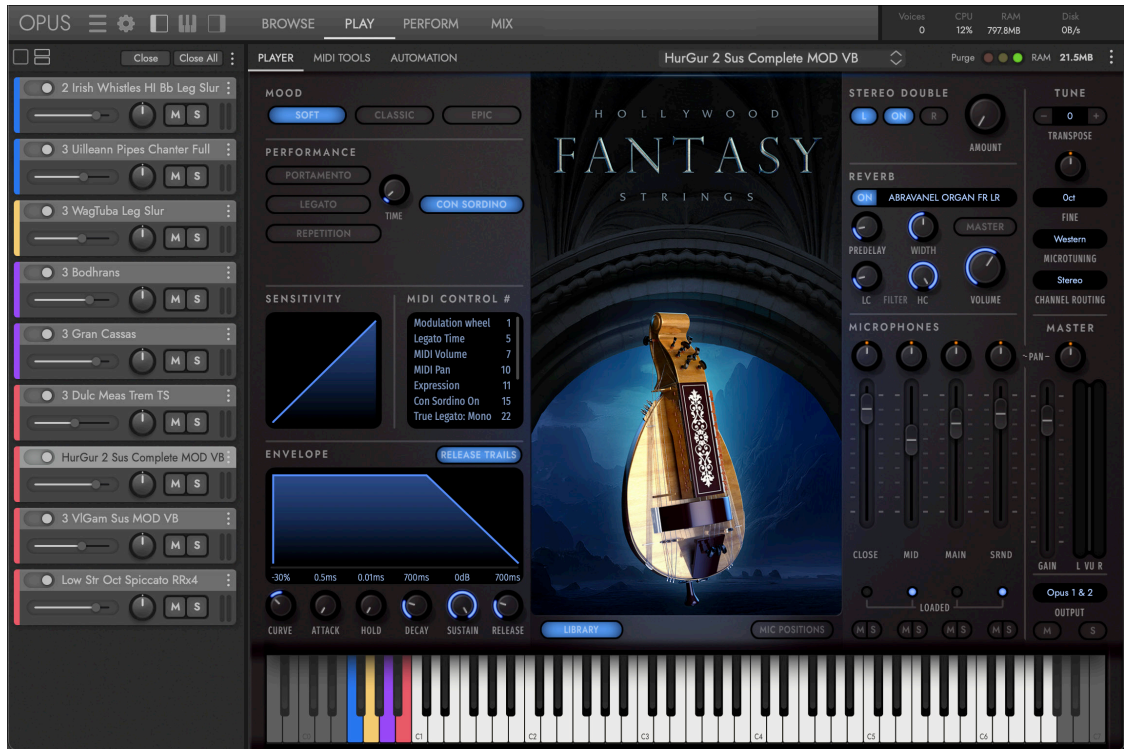 OPUS
BROWSE PLAY PERFORM MIX
Voices CPU RAM Disk
0 12% 797.8MB 0B/s
Close Close All
PLAYER MIDI TOOLS AUTOMATION
HurGur 2 Sus Complete MOD VB
Purge RAM 21.5MB
2 Irish Whistles HI Bb Leg Slur
M S
3 Uilleann Pipes Chanter Full
M S
3 WagTuba Leg Slur
M S
3 Bodhrans
M S
3 Gran Cassas
M S
3 Dulc Meas Trem TS
M S
HurGur 2 Sus Complete MOD VB
M S
3 VlGam Sus MOD VB
M S
Low Str Oct Spiccato RRx4
M S
MOOD
SOFT CLASSIC EPIC
PERFORMANCE
PORTAMENTO
LEGATO
REPETITION
TIME
CON SORDINO
SENSITIVITY
MIDI CONTROL #
Modulation wheel 1
Legato Time 5
MIDI Volume 7
MIDI Pan 10
Expression 11
Con Sordino On 15
True Legato: Mono 22
ENVELOPE
RELEASE TRAILS
-30% 0.5ms 0.01ms 700ms 0dB 700ms
CURVE ATTACK HOLD DECAY SUSTAIN RELEASE
HOLLYWOOD
FANTASY
STRINGS
LIBRARY MIC POSITIONS
STEREO DOUBLE
L ON R
AMOUNT
REVERB
ON ABRAVANEL ORGAN FR LR
PREDELAY WIDTH MASTER
LC FILTER HC VOLUME
MICROPHONES
CLOSE MID MAIN SRND
LOADED
M S M S M S M S
TUNE
- 0 +
TRANSPOSE
0ct
FINE
Western
MICROTUNING
Stereo
CHANNEL ROUTING
MASTER
~PAN~
GAIN L VU R
Opus 1 & 2
OUTPUT
M S
C0 C1 C2 C3 C4 C5 C6 C7